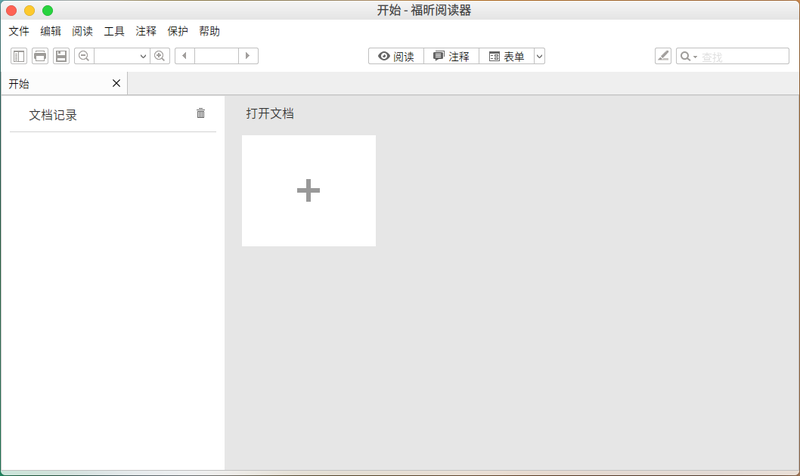 开始 - 福昕阅读器
文件 编辑 阅读 工具 注释 保护 帮助
阅读 注释 表单 查找
开始
文档记录
打开文档